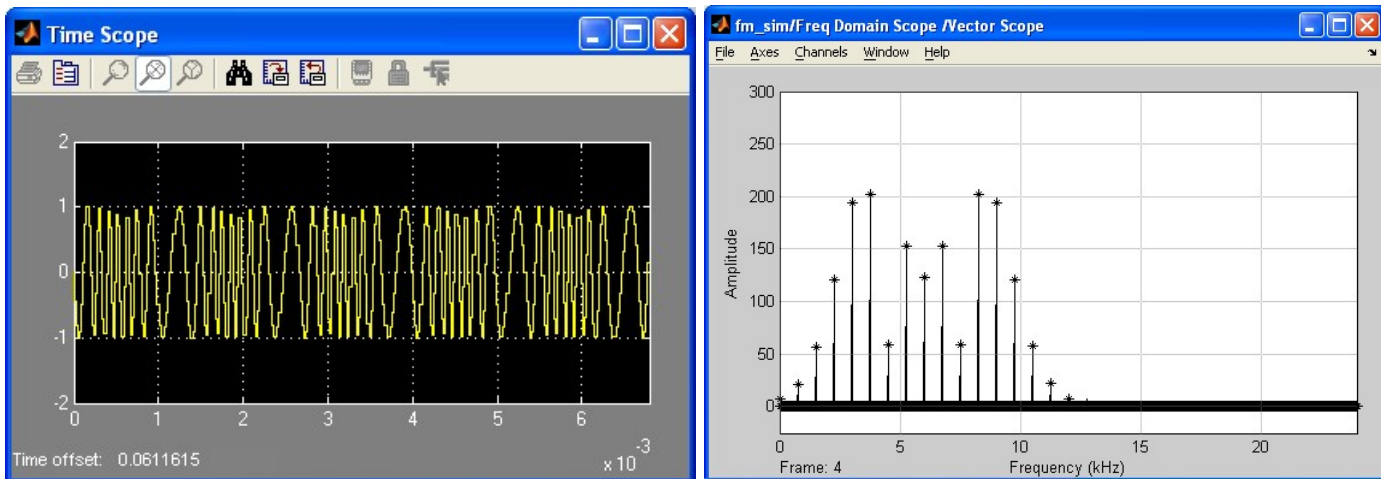 Time Scope
2
1
0
-1
-2
0 1 2 3 4 5 6
Time offset: 0.0611615
x 10 -3
fm_sim/Freq Domain Scope /Vector Scope
File Axes Channels Window Help
300
250
200
150
100
50
0
Amplitude
0 5 10 15 20
Frame: 4 Frequency (kHz)